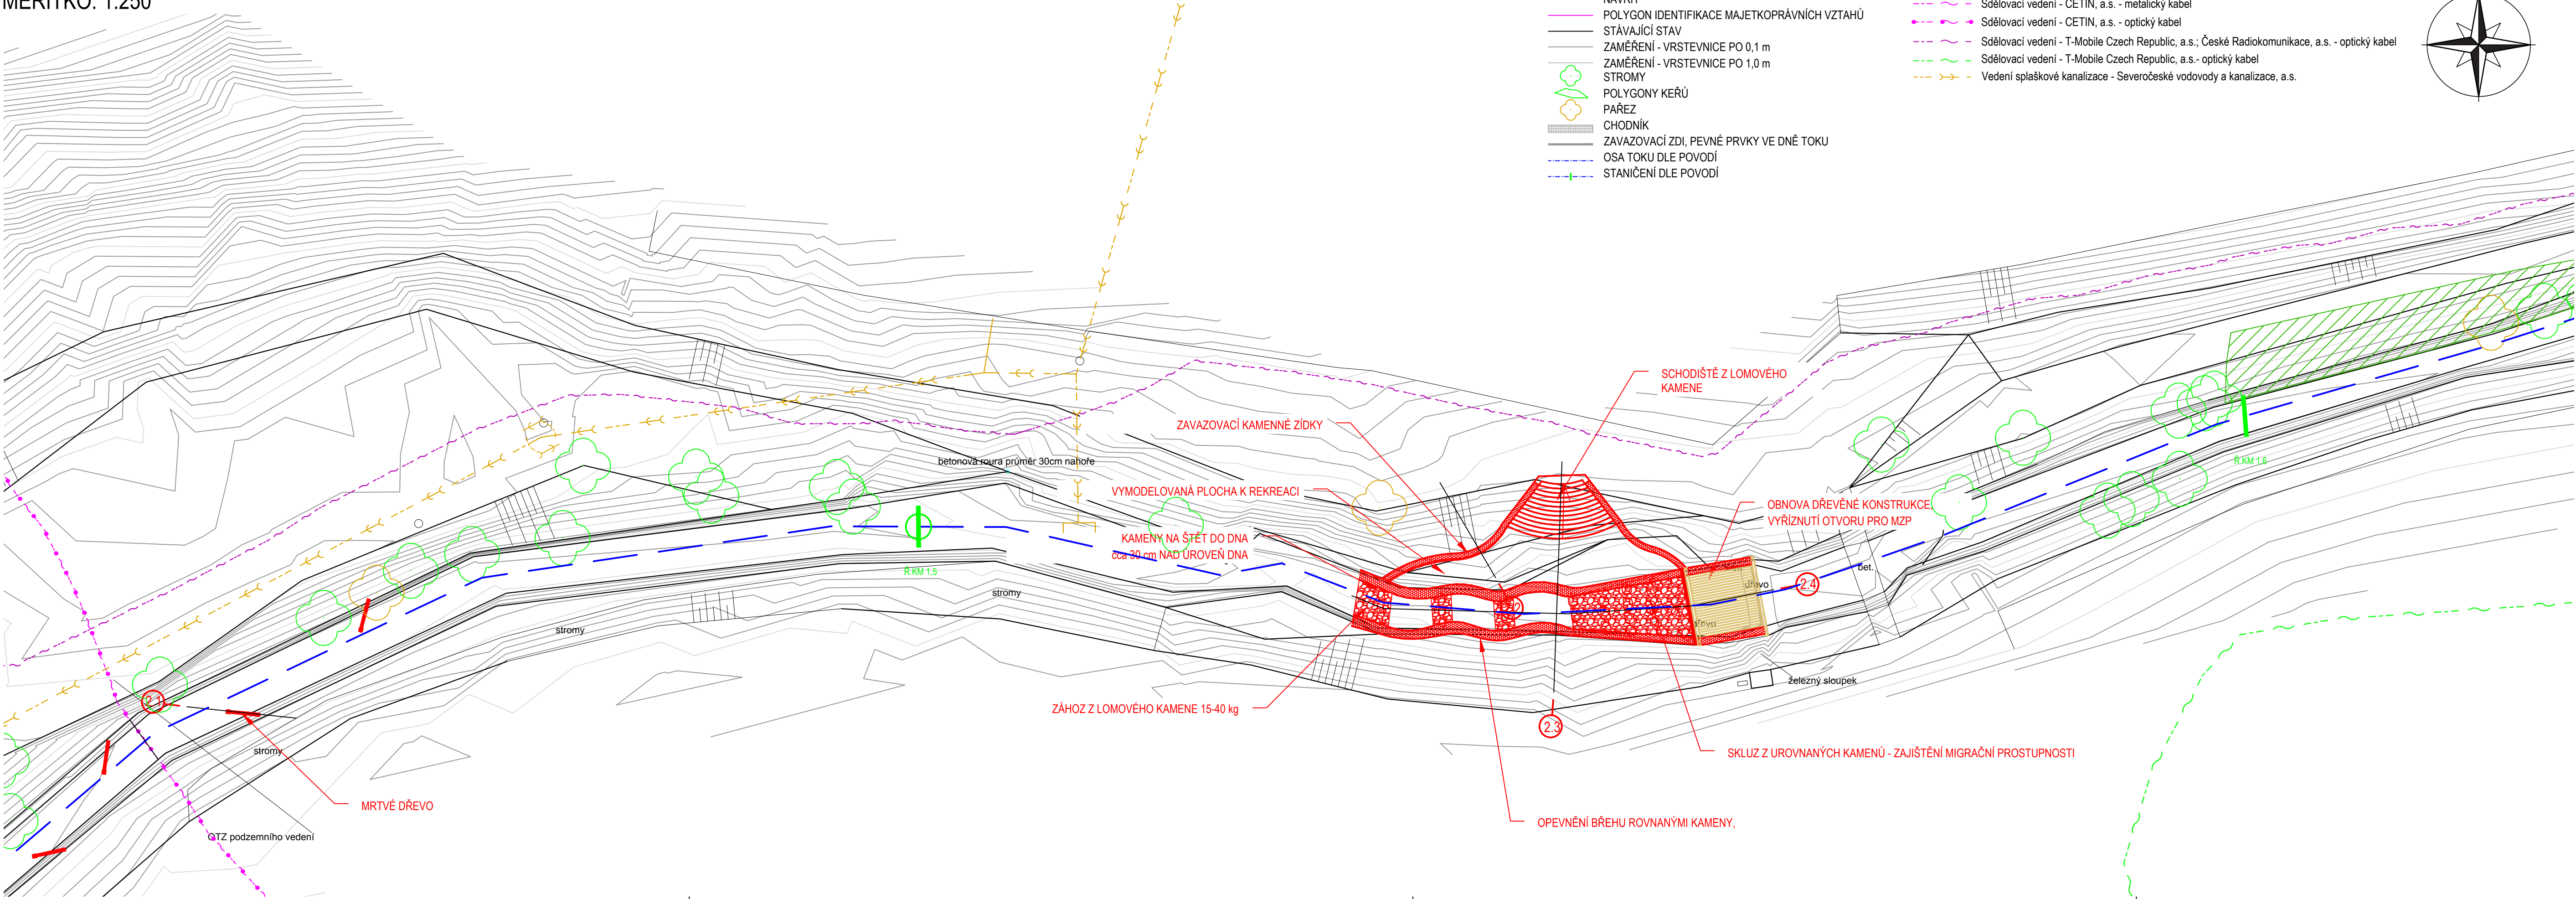 MĚŘÍTKO: 1:250
NÁVRH
POLYGON IDENTIFIKACE MAJETKOPRÁVNÍCH VZTAHŮ
STÁVAJÍCÍ STAV
ZAMĚŘENÍ - VRSTEVNICE PO 0,1 m
ZAMĚŘENÍ - VRSTEVNICE PO 1,0 m
STROMY
POLYGONY KEŘŮ
PAŘEZ
CHODNÍK
ZAVAZOVACÍ ZDI, PEVNÉ PRVKY VE DNĚ TOKU
OSA TOKU DLE POVODÍ
STANIČENÍ DLE POVODÍ
Sdělovací vedení - CETIN, a.s. - metalický kabel
Sdělovací vedení - CETIN, a.s. - optický kabel
Sdělovací vedení - T-Mobile Czech Republic, a.s.; České Radiokomunikace, a.s. - optický kabel
Sdělovací vedení - T-Mobile Czech Republic, a.s.- optický kabel
Vedení splaškové kanalizace - Severočeské vodovody a kanalizace, a.s.
SCHODIŠTĚ Z LOMOVÉHO
KAMENE
ZAVAZOVACÍ KAMENNÉ ZÍDKY
betonová roura průměr 30cm nahoře
VYMODELOVANÁ PLOCHA K REKREACI
OBNOVA DŘEVĚNÉ KONSTRUKCE,
VYŘÍZNUTÍ OTVORU PRO MZP
KAMENY NA ŠTĚT DO DNA
cca 30 cm NAD ÚROVEŇ DNA
Ř.KM 1.6
Ř.KM 1.5
bet.
dřevo
2.4
dřevo
stromy
stromy
železný sloupek
2.1
ZÁHOZ Z LOMOVÉHO KAMENE 15-40 kg
2.3
stromy
SKLUZ Z UROVNANÝCH KAMENŮ - ZAJIŠTĚNÍ MIGRAČNÍ PROSTUPNOSTI
MRTVÉ DŘEVO
OPEVNĚNÍ BŘEHU ROVNANÝMI KAMENY,
OTZ podzemního vedení